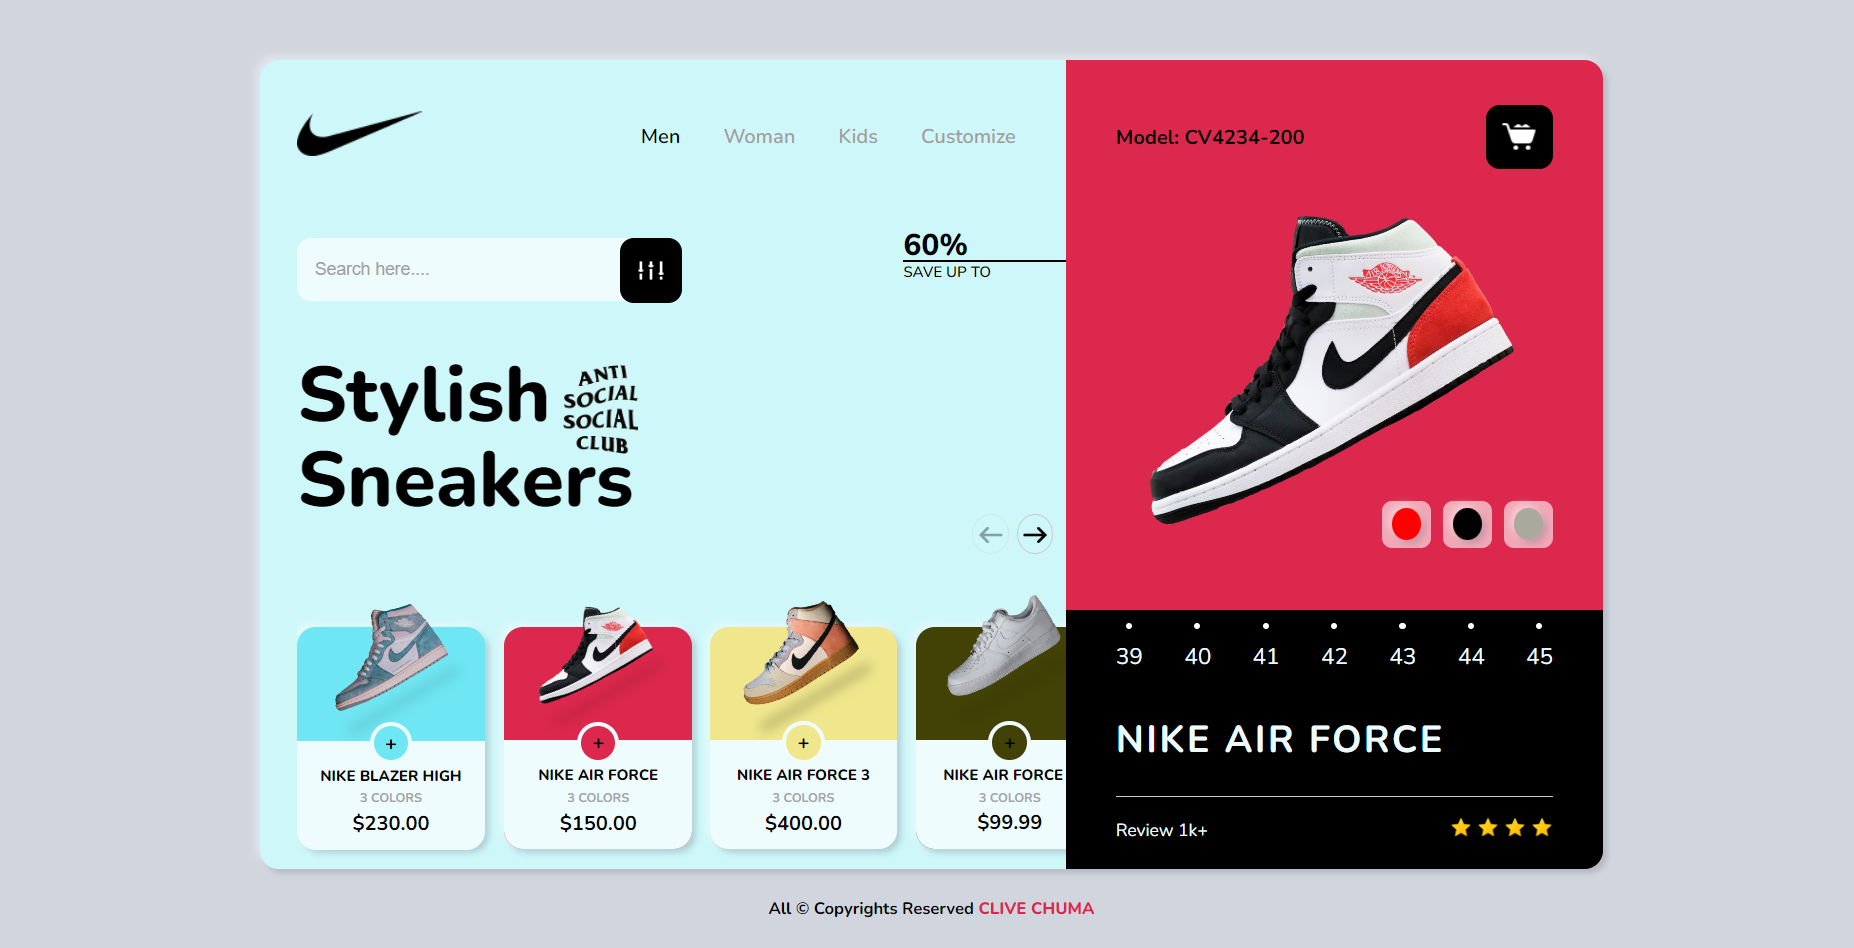 Men Woman Kids Customize
Model: CV4234-200
Search here....
60%
SAVE UP TO
Stylish
ANTI
SOCIAL
SOCIAL
CLUB
Sneakers
AIR JORDAN
39 40 41 42 43 44 45
NIKE AIR FORCE
Review 1k+
+ + + +
NIKE BLAZER HIGH
3 COLORS
$230.00
NIKE AIR FORCE
3 COLORS
$150.00
NIKE AIR FORCE 3
3 COLORS
$400.00
NIKE AIR FORCE
3 COLORS
$99.99
All © Copyrights Reserved CLIVE CHUMA